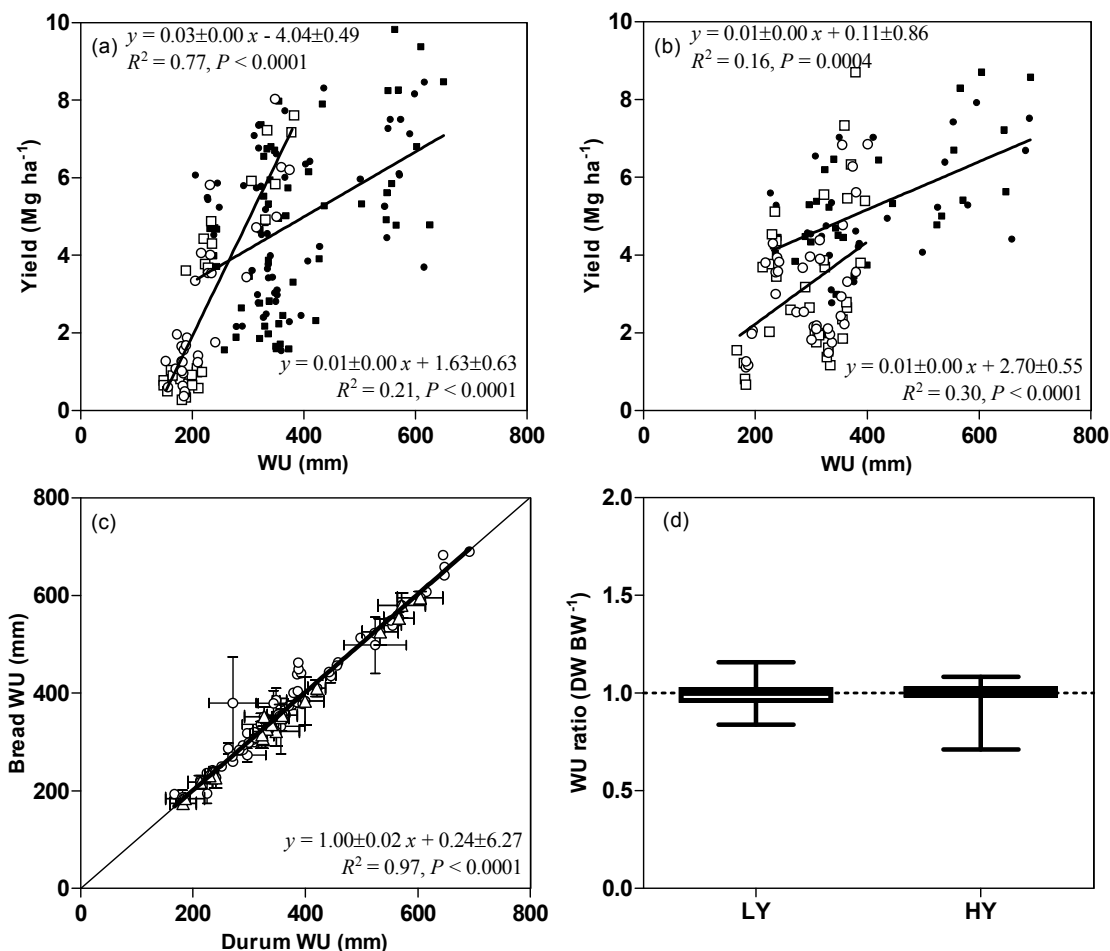 (a) y = 0.03±0.00 x - 4.04±0.49
R² = 0.77, P < 0.0001
y = 0.01±0.00 x + 1.63±0.63
R² = 0.21, P < 0.0001
10
8
6
4
2
0
Yield (Mg ha⁻¹)
0 200 400 600 800
WU (mm)
(b) y = 0.01±0.00 x + 0.11±0.86
R² = 0.16, P = 0.0004
y = 0.01±0.00 x + 2.70±0.55
R² = 0.30, P < 0.0001
10
8
6
4
2
0
Yield (Mg ha⁻¹)
0 200 400 600 800
WU (mm)
(c)
y = 1.00±0.02 x + 0.24±6.27
R² = 0.97, P < 0.0001
800
600
400
200
0
Bread WU (mm)
0 200 400 600 800
Durum WU (mm)
(d)
2.0
1.5
1.0
0.5
0.0
WU ratio (DW BW⁻¹)
LY HY